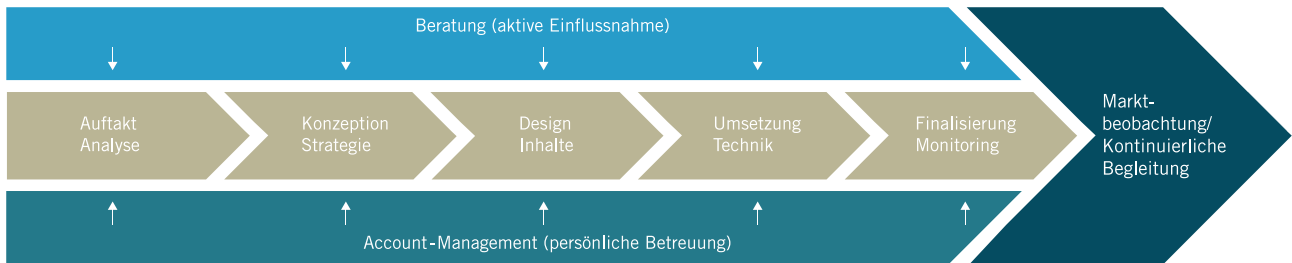 Beratung (aktive Einflussnahme)
Auftakt
Analyse
Konzeption
Strategie
Design
Inhalte
Umsetzung
Technik
Finalisierung
Monitoring
Markt-
beobachtung/
Kontinuierliche
Begleitung
Account-Management (persönliche Betreuung)